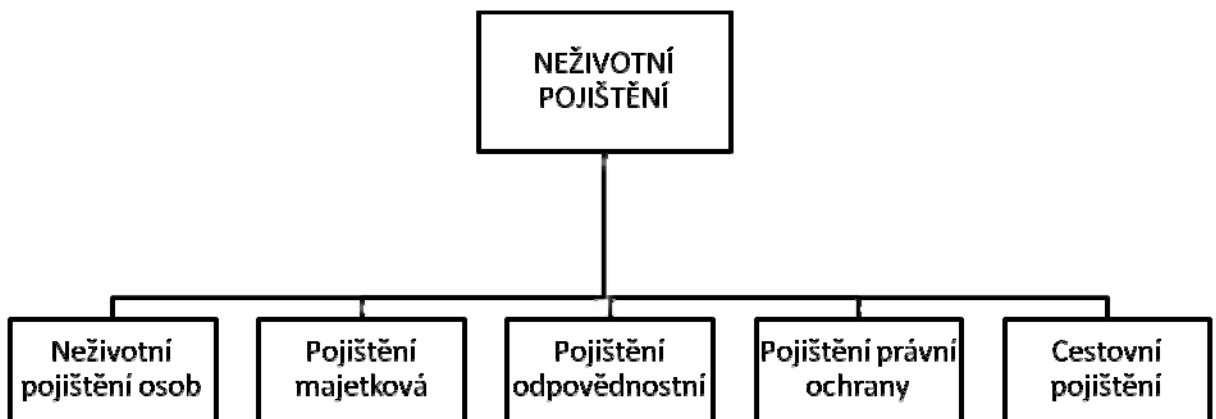 NEŽIVOTNÍ
POJIŠTĚNÍ
Neživotní
pojištění osob
Pojištění
majetková
Pojištění
odpovědnostní
Pojištění právní
ochrany
Cestovní
pojištění